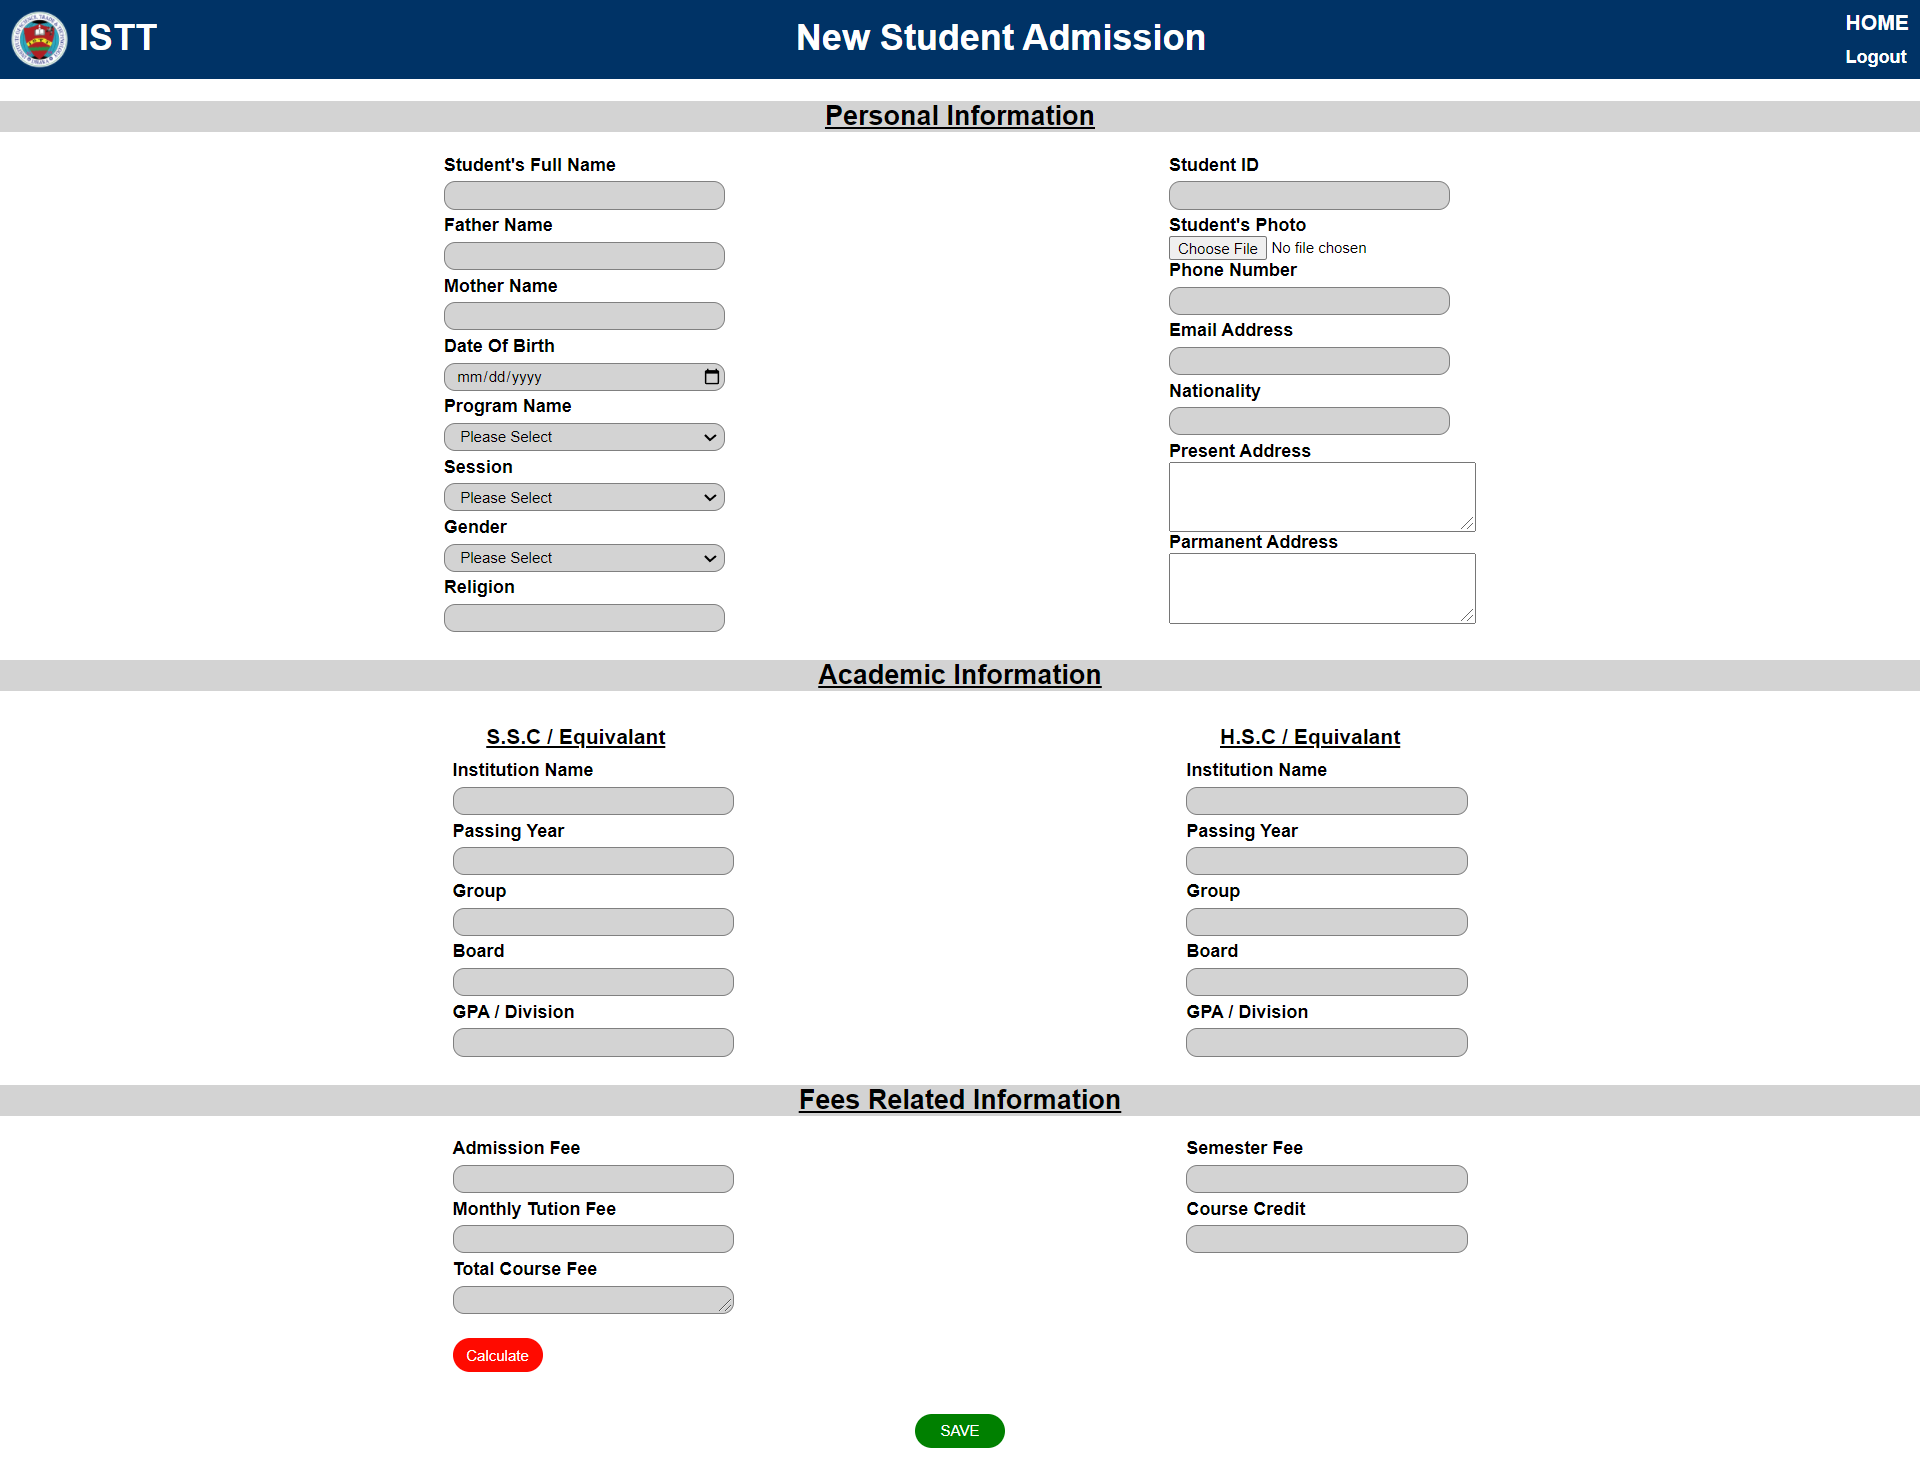 ISTT
New Student Admission
HOME
Logout
Personal Information
Student's Full Name
Father Name
Mother Name
Date Of Birth
mm/dd/yyyy
Program Name
Please Select
Session
Please Select
Gender
Please Select
Religion
Student ID
Student's Photo
Choose File No file chosen
Phone Number
Email Address
Nationality
Present Address
Parmanent Address
Academic Information
S.S.C / Equivalant
Institution Name
Passing Year
Group
Board
GPA / Division
H.S.C / Equivalant
Institution Name
Passing Year
Group
Board
GPA / Division
Fees Related Information
Admission Fee
Monthly Tution Fee
Total Course Fee
Calculate
Semester Fee
Course Credit
SAVE